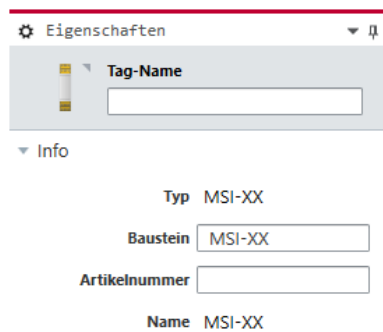 Eigenschaften
Tag-Name
Info
Typ MSI-XX
Baustein MSI-XX
Artikelnummer
Name MSI-XX